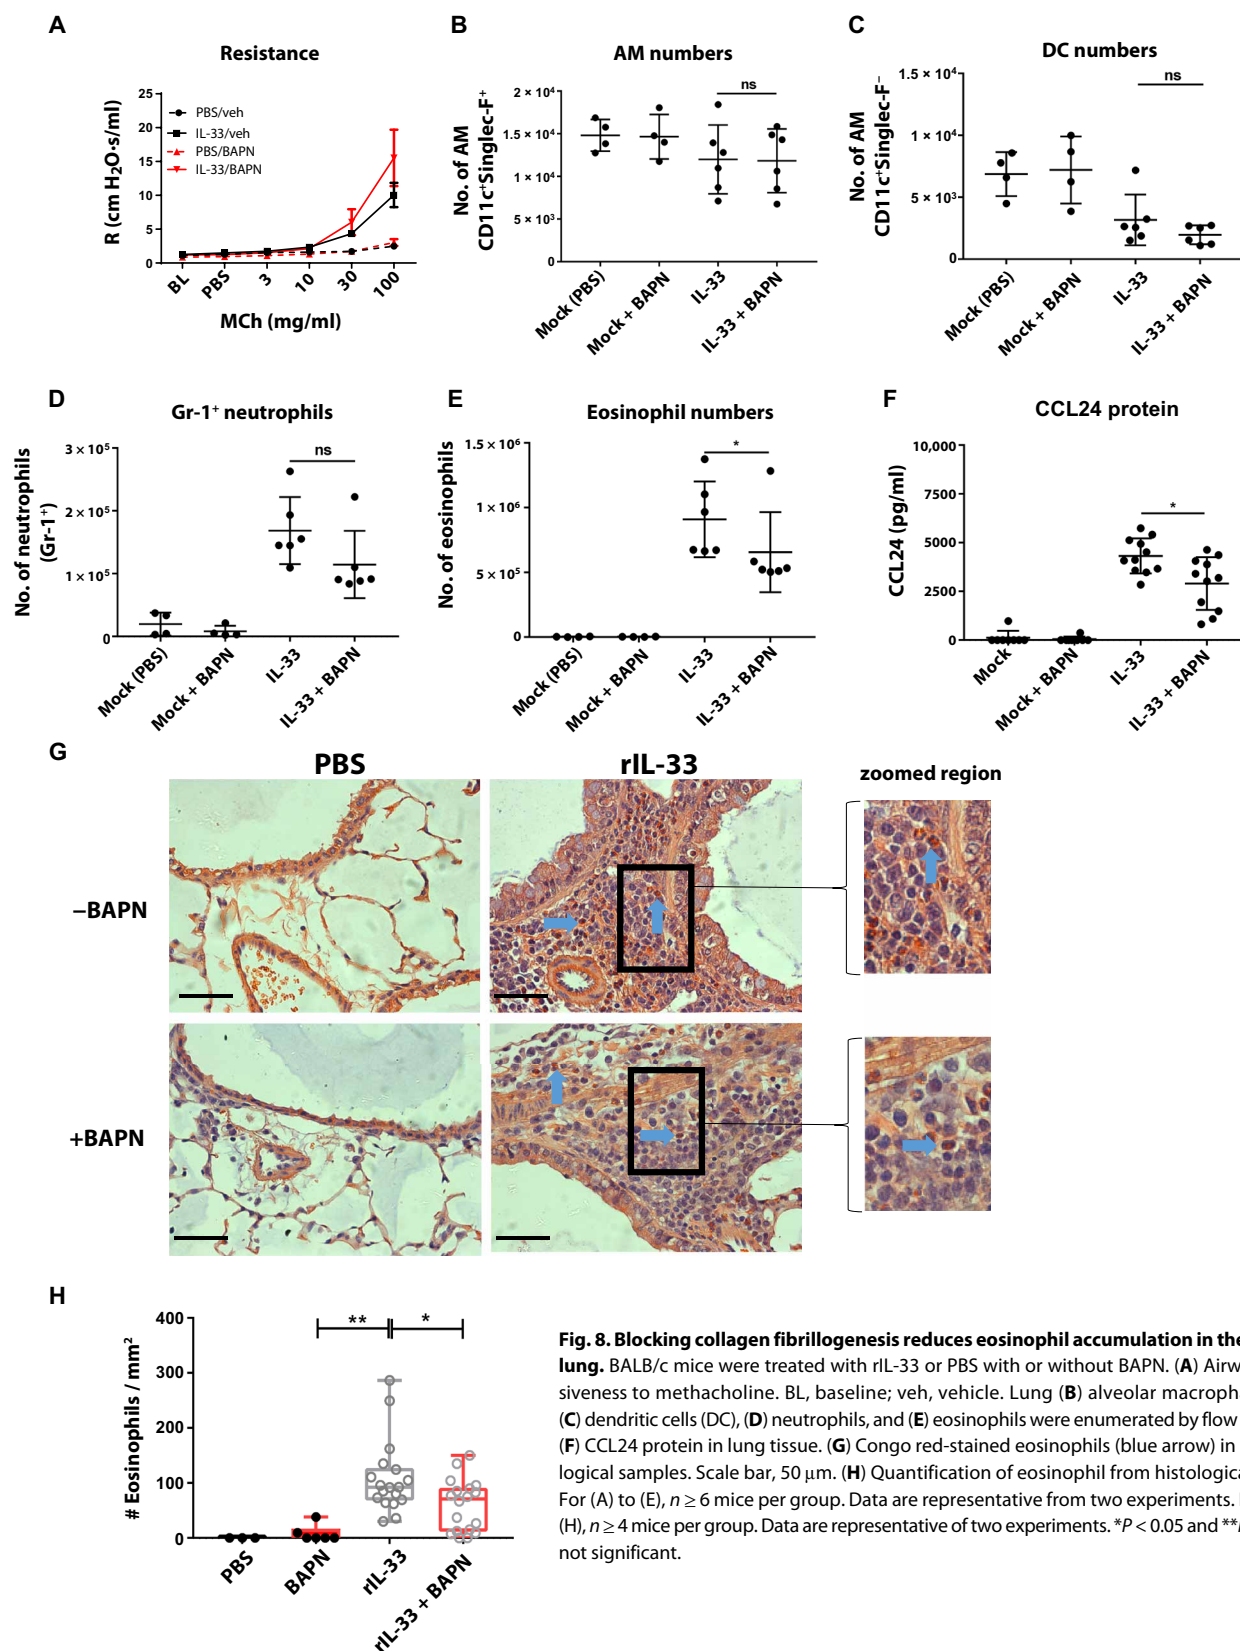 A
Resistance
R (cm H₂O·s/ml)
25
20
15
10
5
0
PBS/veh
IL-33/veh
PBS/BAPN
IL-33/BAPN
BL
PBS
3
10
30
100
MCh (mg/ml)
B
AM numbers
No. of AM
CD11c⁺Singlec-F⁺
2 × 10⁴
1.5 × 10⁴
1 × 10⁴
5 × 10³
0
ns
Mock (PBS)
Mock + BAPN
IL-33
IL-33 + BAPN
C
DC numbers
No. of AM
CD11c⁺Singlec-F⁻
1.5 × 10⁴
1 × 10⁴
5 × 10³
0
ns
Mock (PBS)
Mock + BAPN
IL-33
IL-33 + BAPN
D
Gr-1⁺ neutrophils
No. of neutrophils
(Gr-1⁺)
3 × 10⁵
2 × 10⁵
1 × 10⁵
0
ns
Mock (PBS)
Mock + BAPN
IL-33
IL-33 + BAPN
E
Eosinophil numbers
No. of eosinophils
1.5 × 10⁶
1 × 10⁶
5 × 10⁵
0
*
Mock (PBS)
Mock + BAPN
IL-33
IL-33 + BAPN
F
CCL24 protein
CCL24 (pg/ml)
10,000
7500
5000
2500
0
*
Mock
Mock + BAPN
IL-33
IL-33 + BAPN
G
PBS
rIL-33
zoomed region
−BAPN
+BAPN
H
# Eosinophils / mm²
400
300
200
100
0
**
*
PBS
BAPN
rIL-33
rIL-33 + BAPN
Fig. 8. Blocking collagen fibrillogenesis reduces eosinophil accumulation in the
lung. BALB/c mice were treated with rIL-33 or PBS with or without BAPN. (A) Airw
siveness to methacholine. BL, baseline; veh, vehicle. Lung (B) alveolar macroph
(C) dendritic cells (DC), (D) neutrophils, and (E) eosinophils were enumerated by flow
(F) CCL24 protein in lung tissue. (G) Congo red-stained eosinophils (blue arrow) in
logical samples. Scale bar, 50 μm. (H) Quantification of eosinophil from histologica
For (A) to (E), n ≥ 6 mice per group. Data are representative from two experiments.
(H), n ≥ 4 mice per group. Data are representative of two experiments. *P < 0.05 and **
not significant.